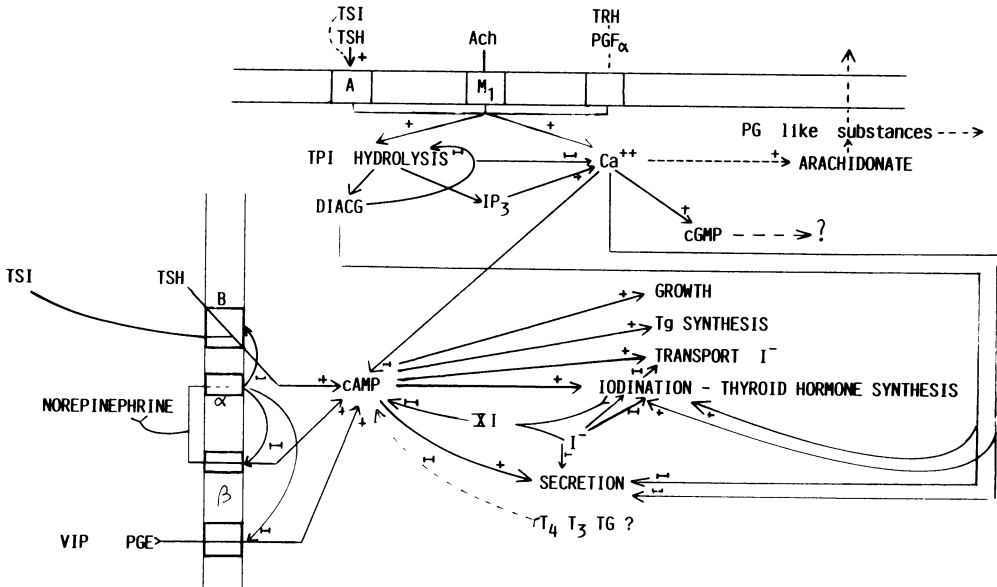 TSI
TSH +
Ach
TRH
PGFα
A
M1
+ +
PG like substances
TPI HYDROLYSIS I
I
Ca++
+
ARACHIDONATE
DIACG
IP3
+
+
cGMP
?
TSI
TSH
B
+ GROWTH
+ Tg SYNTHESIS
+ TRANSPORT I-
I
I
+ cAMP
I
+
I
IODINATION - THYROID HORMONE SYNTHESIS
α
NOREPINEPHRINE
+
+
I
XI
I
+
+
I
I-
I
I
+
SECRETION
I
I
β
T4 T3 TG ?
I
VIP PGE